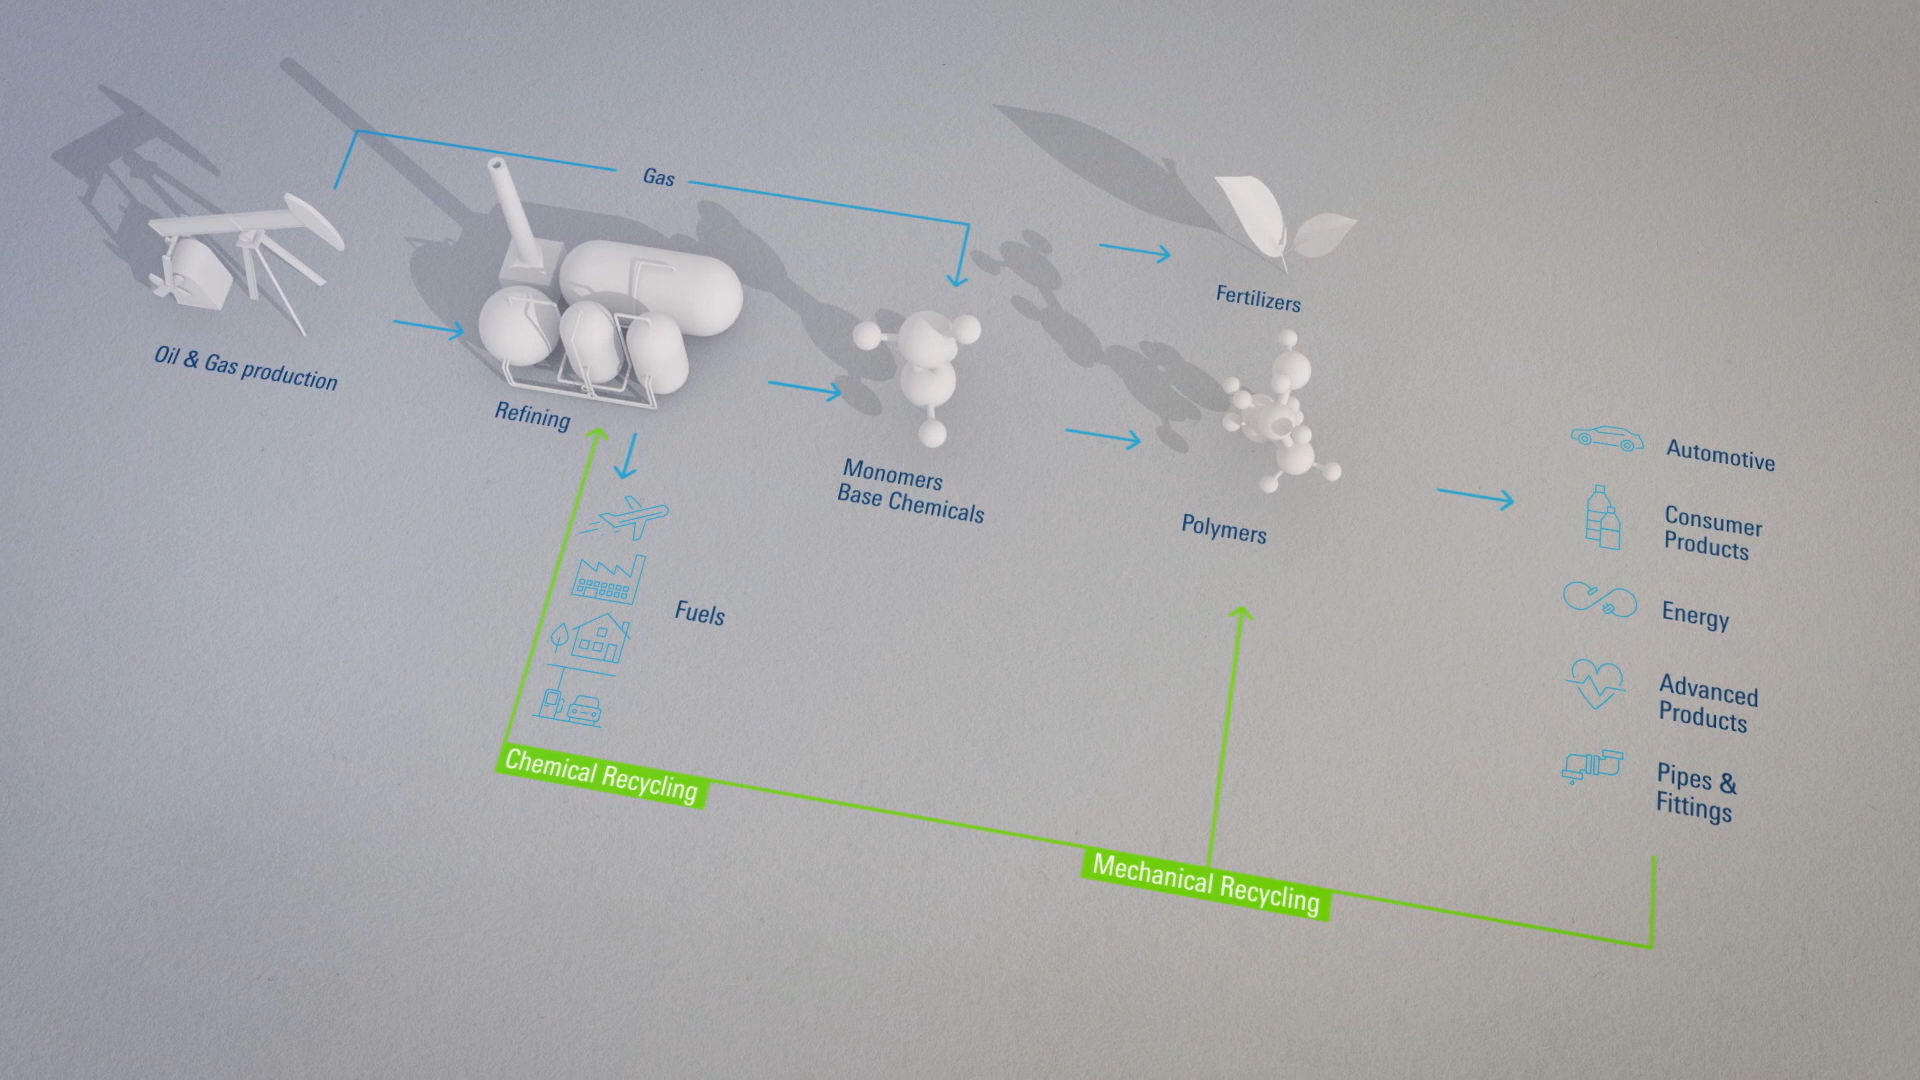 Gas
Oil & Gas production
Refining
Fertilizers
Monomers
Base Chemicals
Polymers
Fuels
Automotive
Consumer
Products
Energy
Advanced
Products
Pipes &
Fittings
Chemical Recycling
Mechanical Recycling